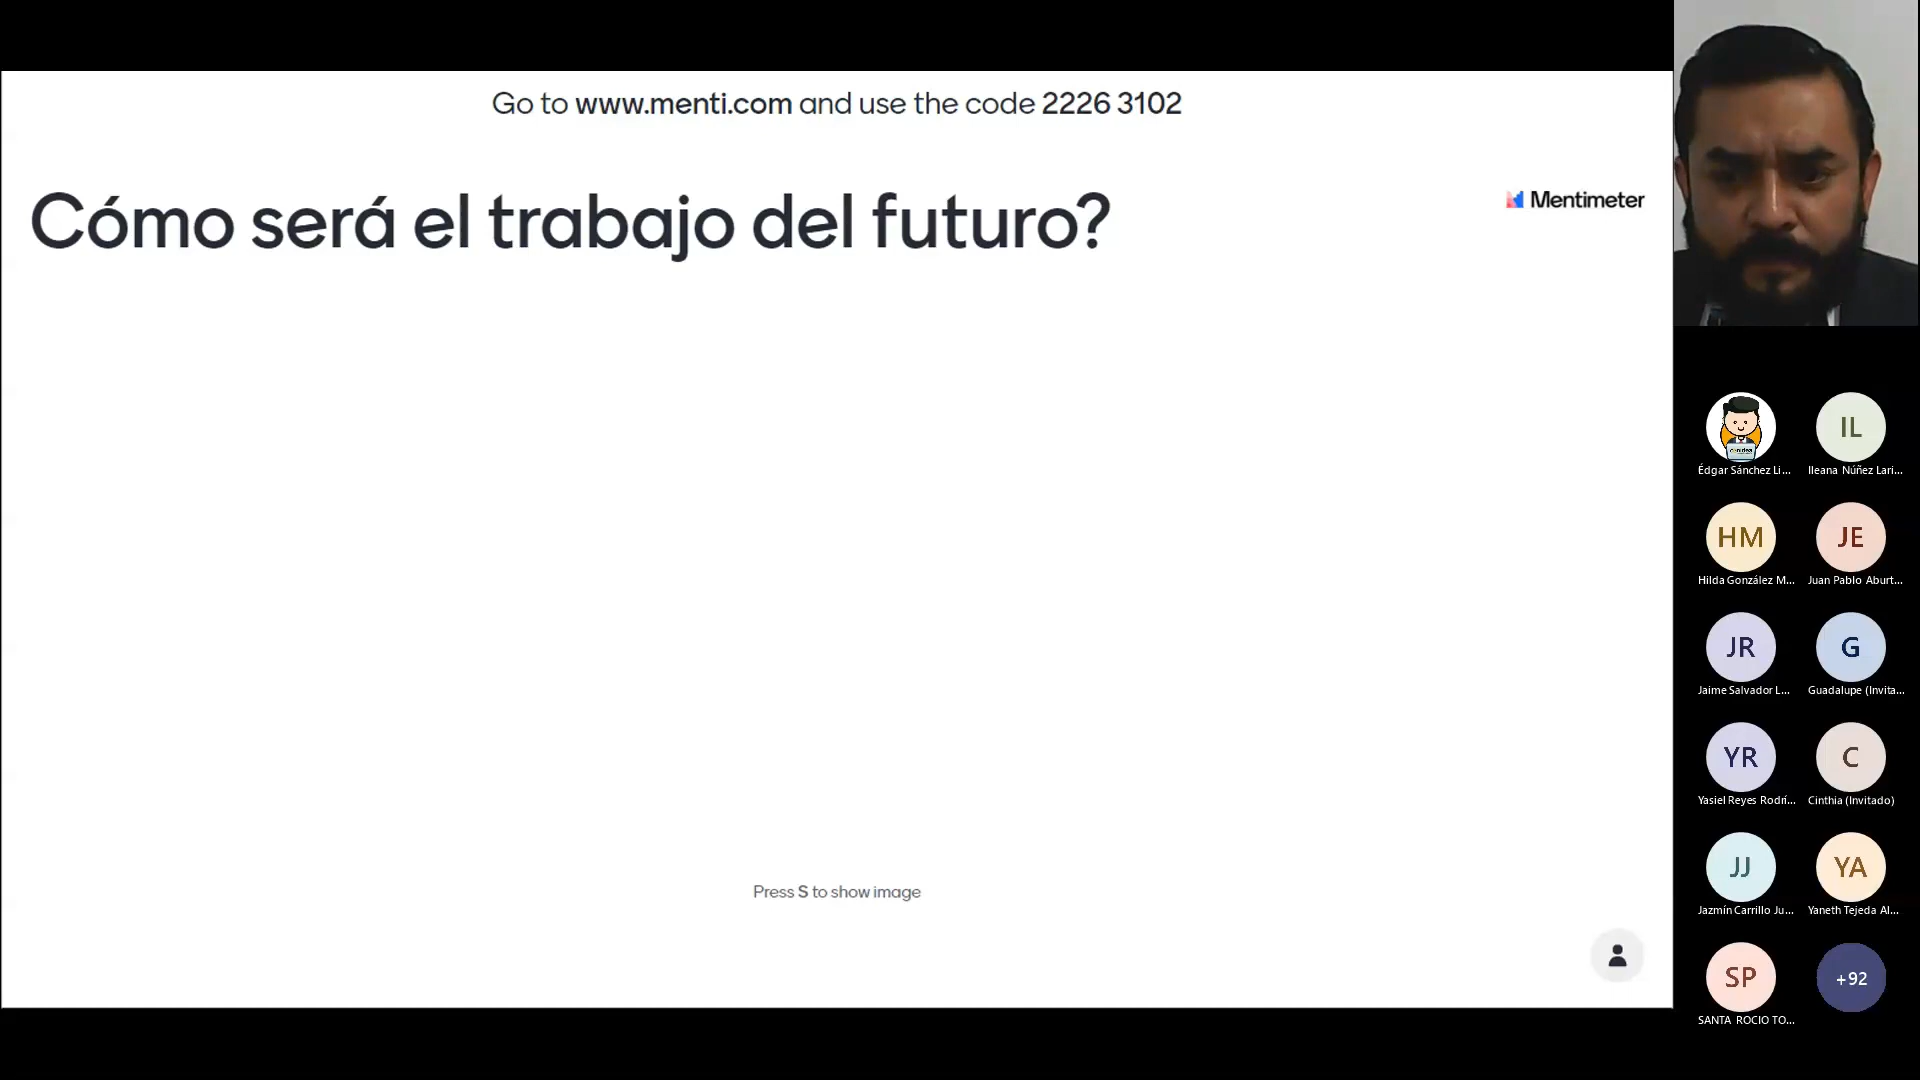 Go to www.menti.com and use the code 2226 3102
Cómo será el trabajo del futuro?
Mentimeter
Press S to show image
Édgar Sánchez Li...
IL
Ileana Núñez Lari...
HM
Hilda González M...
JE
Juan Pablo Aburt...
JR
Jaime Salvador L...
G
Guadalupe (Invita...
YR
Yasiel Reyes Rodrí...
C
Cinthia (Invitado)
JJ
Jazmín Carrillo Ju...
YA
Yaneth Tejeda Al...
SP
SANTA ROCIO TO...
+92